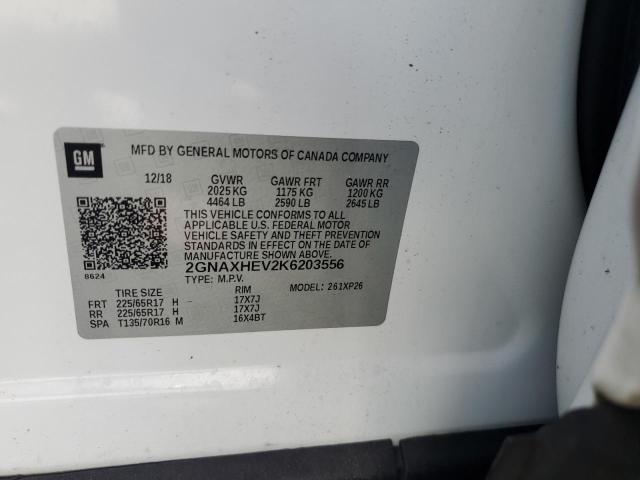 GM
MFD BY GENERAL MOTORS OF CANADA COMPANY
12/18 GVWR GAWR FRT GAWR RR
2025 KG 1175 KG 1200 KG
4464 LB 2590 LB 2645 LB
THIS VEHICLE CONFORMS TO ALL
APPLICABLE U.S. FEDERAL MOTOR
VEHICLE SAFETY, BUMPER, AND THEFT
PREVENTION STANDARDS IN
EFFECT ON THE DATE OF
MANUFACTURE SHOWN ABOVE.
8624
2GNAXHEV2K6203556
TYPE: M.P.V. MODEL: 261XP26
TIRE SIZE RIM
FRT 225/65R17 H – 17X7J
RR 225/65R17 H 17X7J
SPA T135/70R16 M 16X4BT